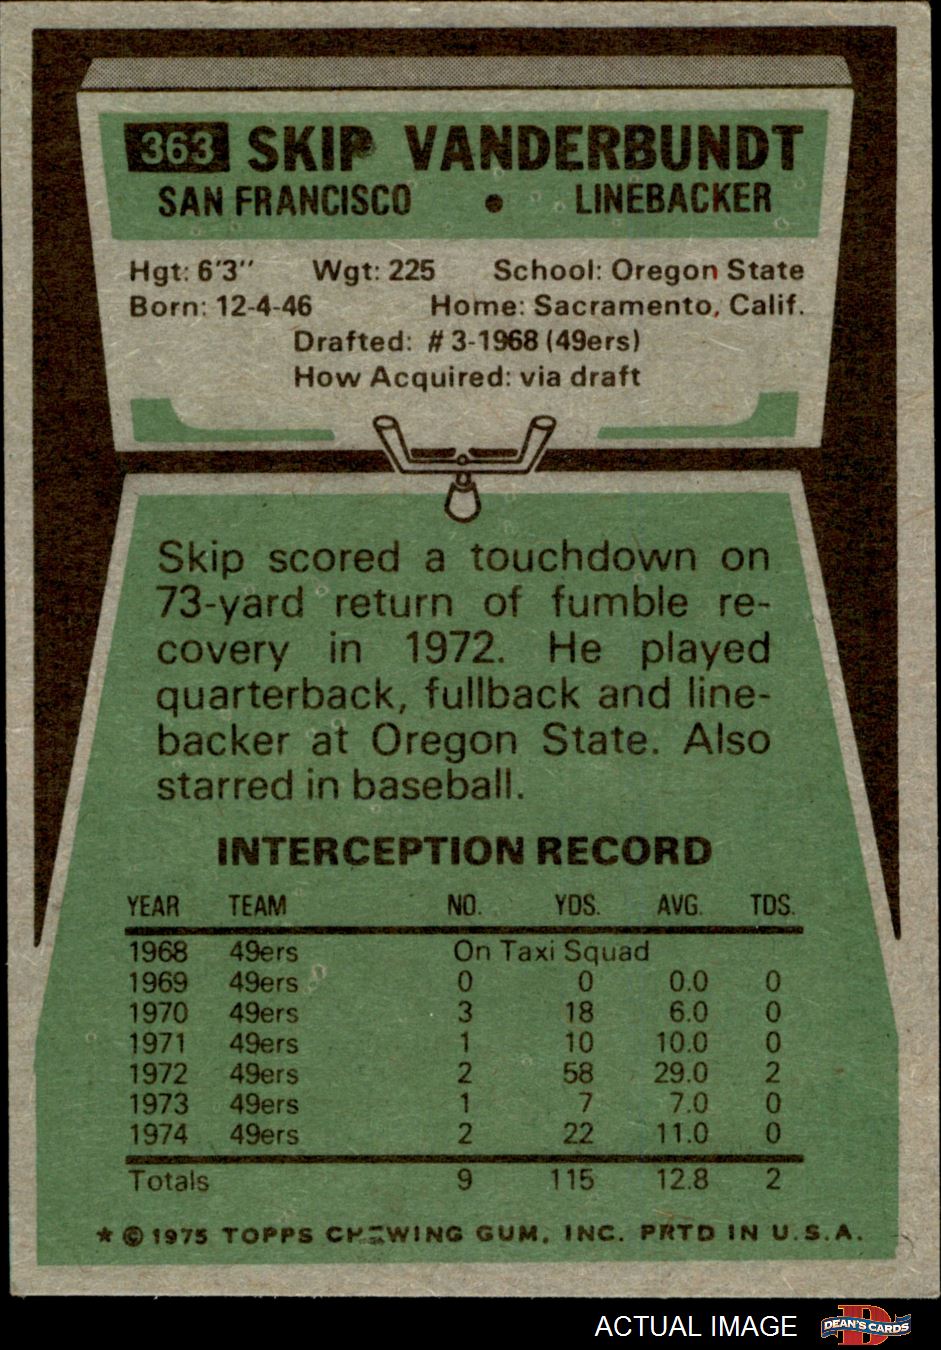 363 SKIP VANDERBUNDT
SAN FRANCISCO • LINEBACKER
Hgt: 6'3" Wgt: 225 School: Oregon State
Born: 12-4-46 Home: Sacramento, Calif.
Drafted: #3-1968 (49ers)
How Acquired: via draft
Skip scored a touchdown on
73-yard return of fumble re-
covery in 1972. He played
quarterback, fullback and line-
backer at Oregon State. Also
starred in baseball.
INTERCEPTION RECORD
YEAR TEAM NO. YDS. AVG. TDS.
1968 49ers On Taxi Squad
1969 49ers 0 0 0.0 0
1970 49ers 3 18 6.0 0
1971 49ers 1 10 10.0 0
1972 49ers 2 58 29.0 2
1973 49ers 1 7 7.0 0
1974 49ers 2 22 11.0 0
Totals 9 115 12.8 2
* © 1975 TOPPS CHEWING GUM, INC. PRTD IN U.S.A.
ACTUAL IMAGE D DEAN'S CARDS